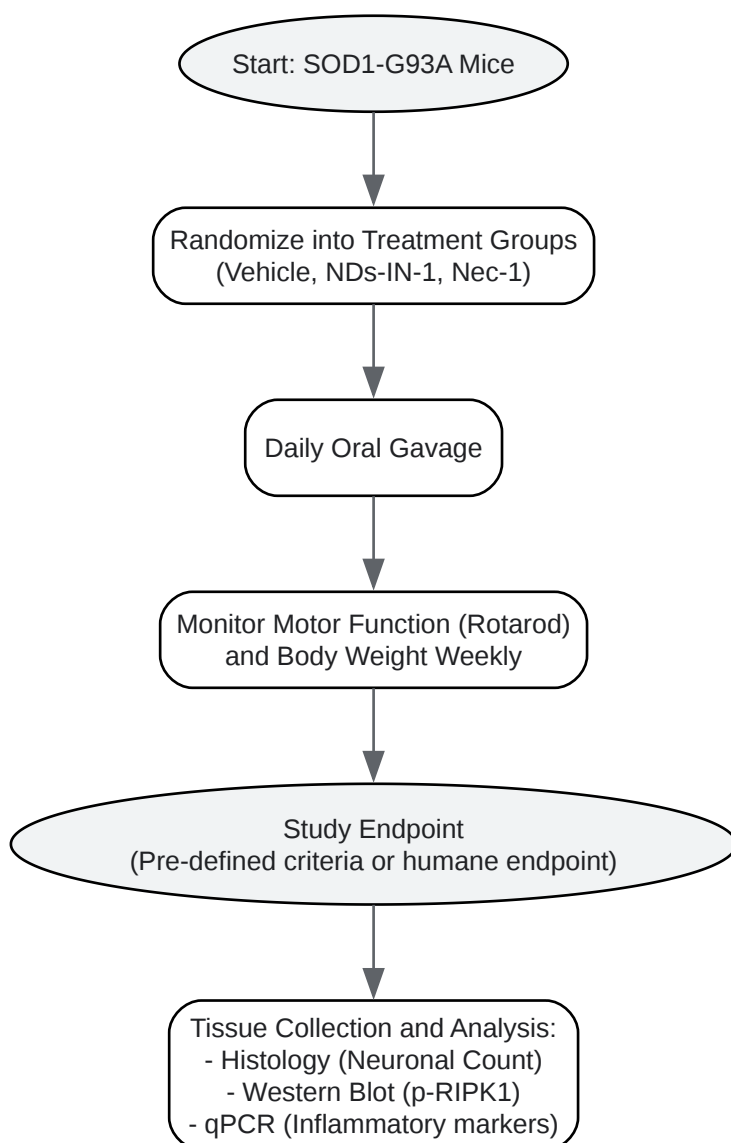 Start: SOD1-G93A Mice
Randomize into Treatment Groups
(Vehicle, NDs-IN-1, Nec-1)
Daily Oral Gavage
Monitor Motor Function (Rotarod)
and Body Weight Weekly
Study Endpoint
(Pre-defined criteria or humane endpoint)
Tissue Collection and Analysis:
- Histology (Neuronal Count)
- Western Blot (p-RIPK1)
- qPCR (Inflammatory markers)